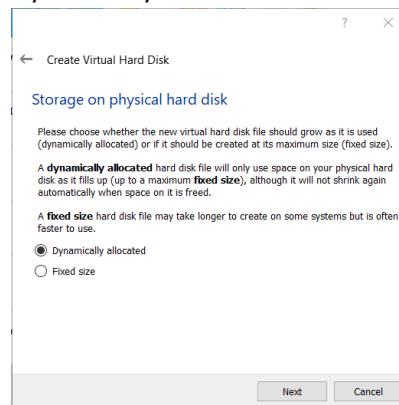 Create Virtual Hard Disk
Storage on physical hard disk
Please choose whether the new virtual hard disk file should grow as it is used
(dynamically allocated) or if it should be created at its maximum size (fixed size).
A dynamically allocated hard disk file will only use space on your physical hard
disk as it fills up (up to a maximum fixed size), although it will not shrink again
automatically when space on it is freed.
A fixed size hard disk file may take longer to create on some systems but is often
faster to use.
Dynamically allocated
Fixed size
Next Cancel